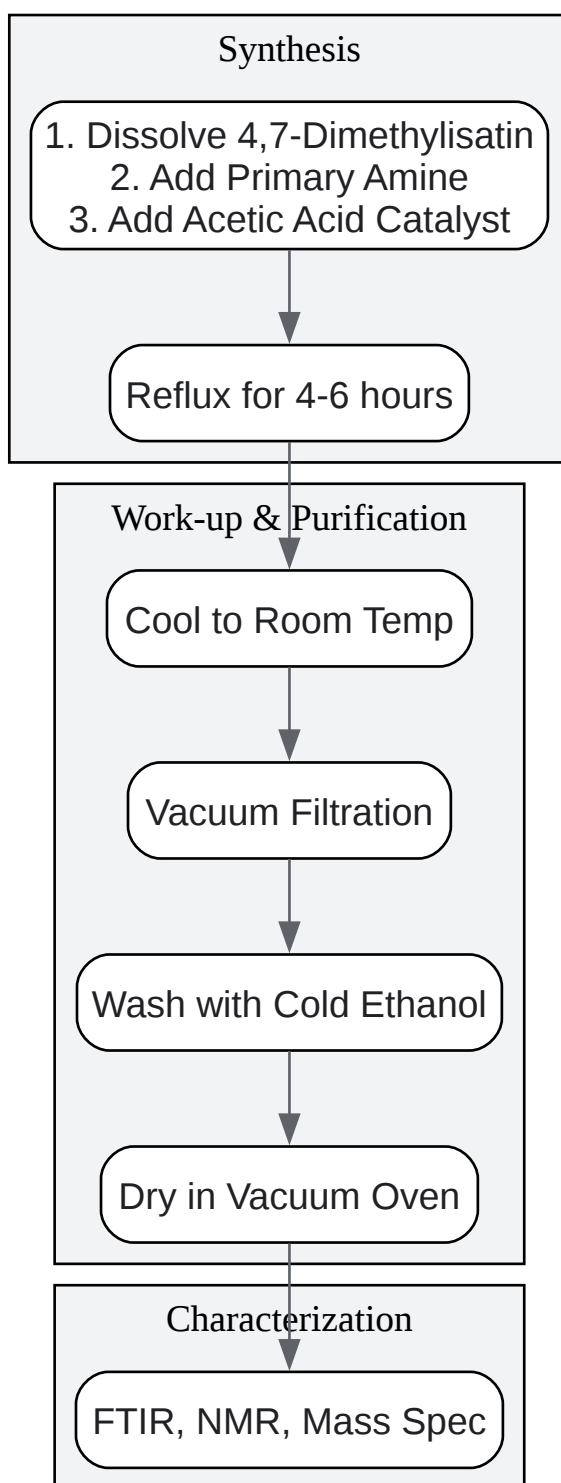 Synthesis
1. Dissolve 4,7-Dimethylisatin
2. Add Primary Amine
3. Add Acetic Acid Catalyst
Reflux for 4-6 hours
Work-up & Purification
Cool to Room Temp
Vacuum Filtration
Wash with Cold Ethanol
Dry in Vacuum Oven
Characterization
FTIR, NMR, Mass Spec